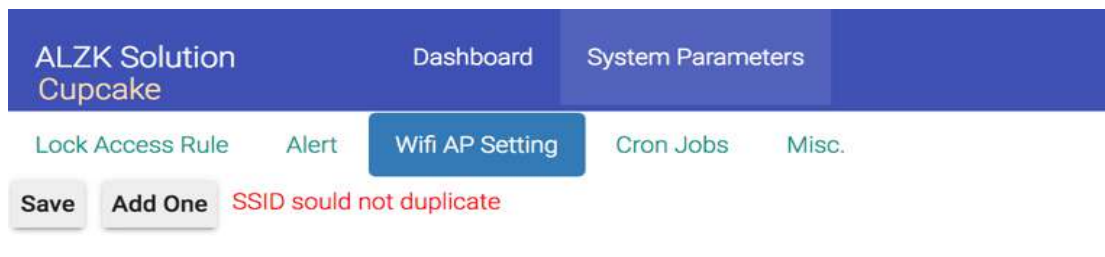 ALZK Solution
Cupcake
Dashboard
System Parameters
Lock Access Rule
Alert
Wifi AP Setting
Cron Jobs
Misc.
Save
Add One
SSID sould not duplicate